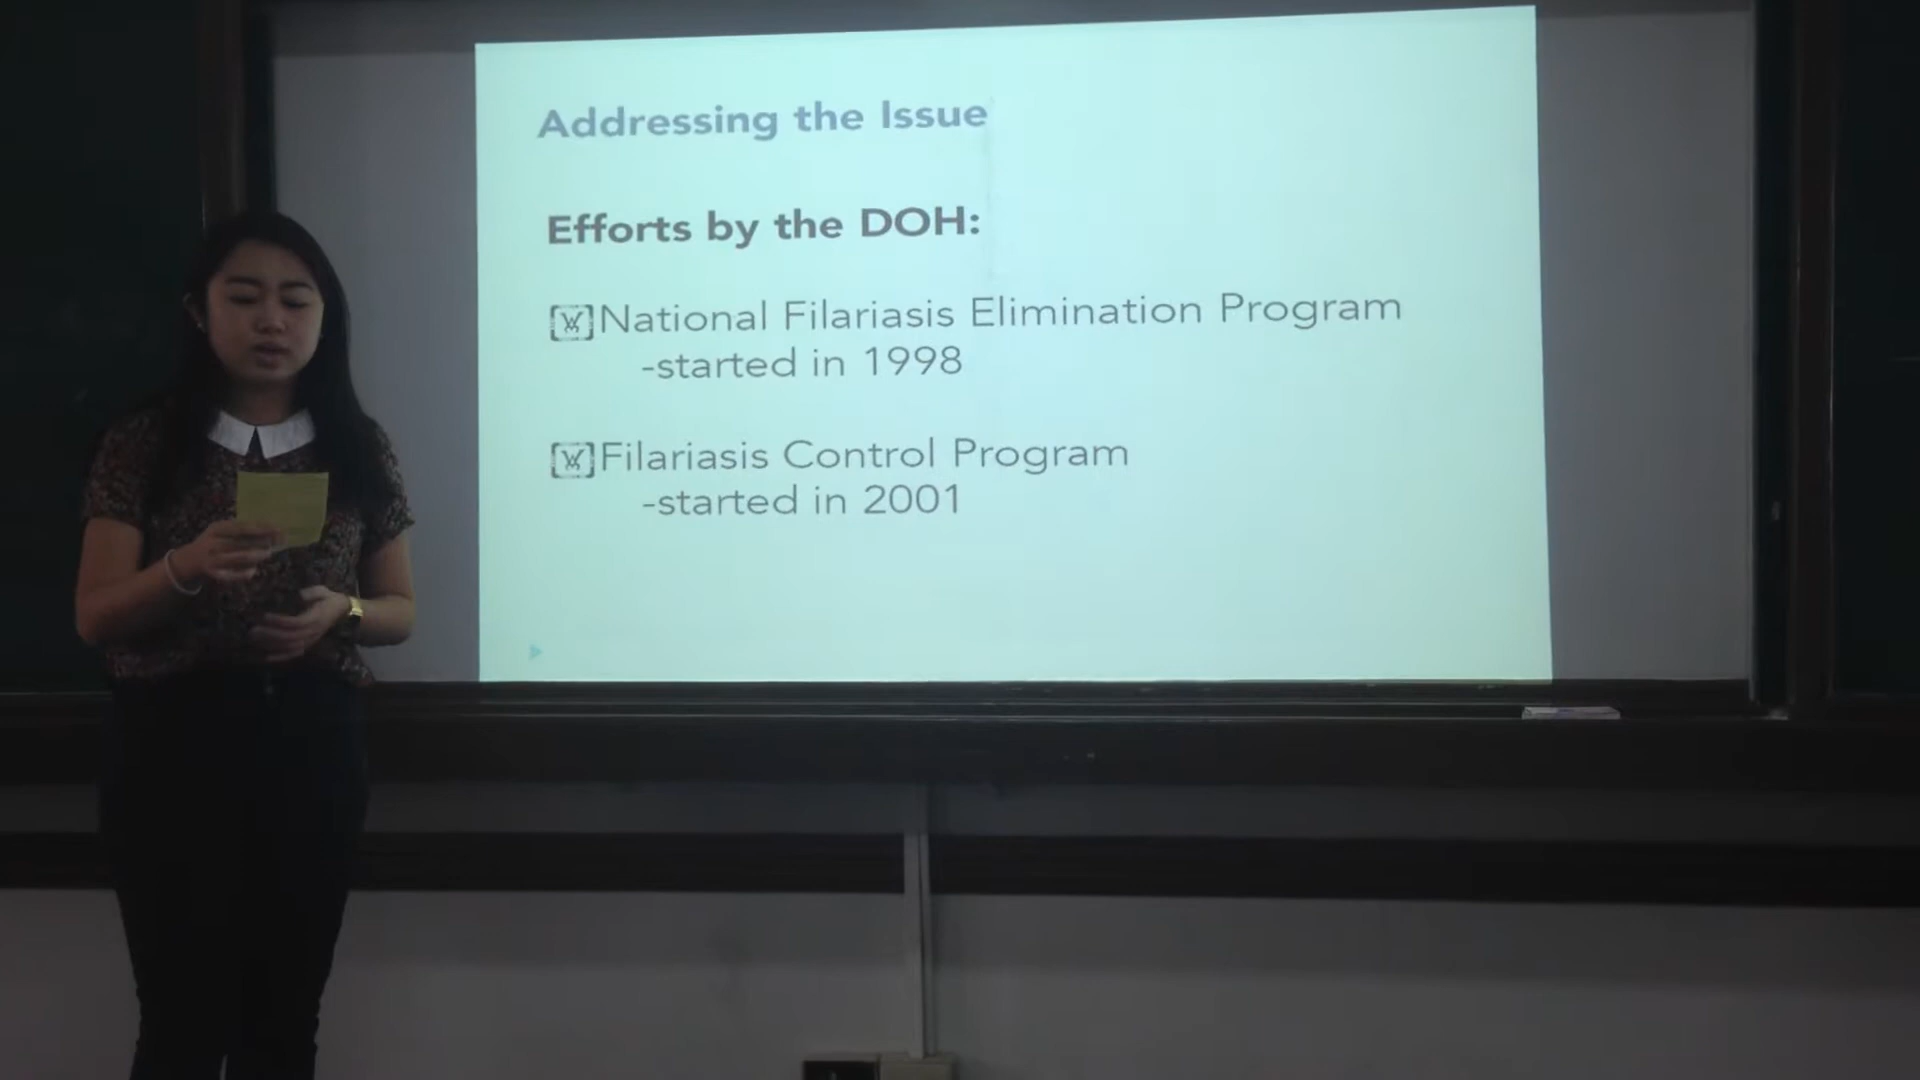 Addressing the Issue
Efforts by the DOH:
National Filariasis Elimination Program
-started in 1998
Filariasis Control Program
-started in 2001